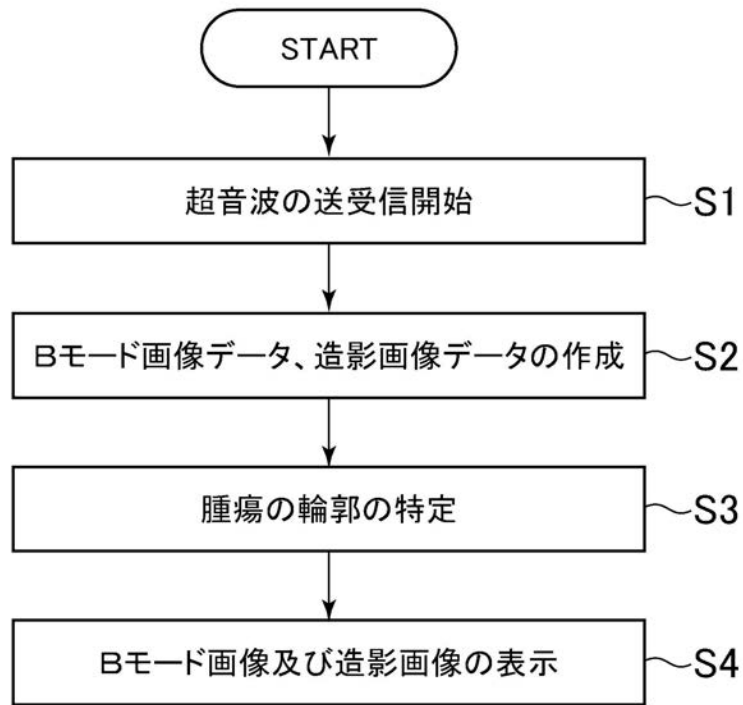 START
超音波の送受信開始 S1
Bモード画像データ、造影画像データの作成 S2
腫瘍の輪郭の特定 S3
Bモード画像及び造影画像の表示 S4